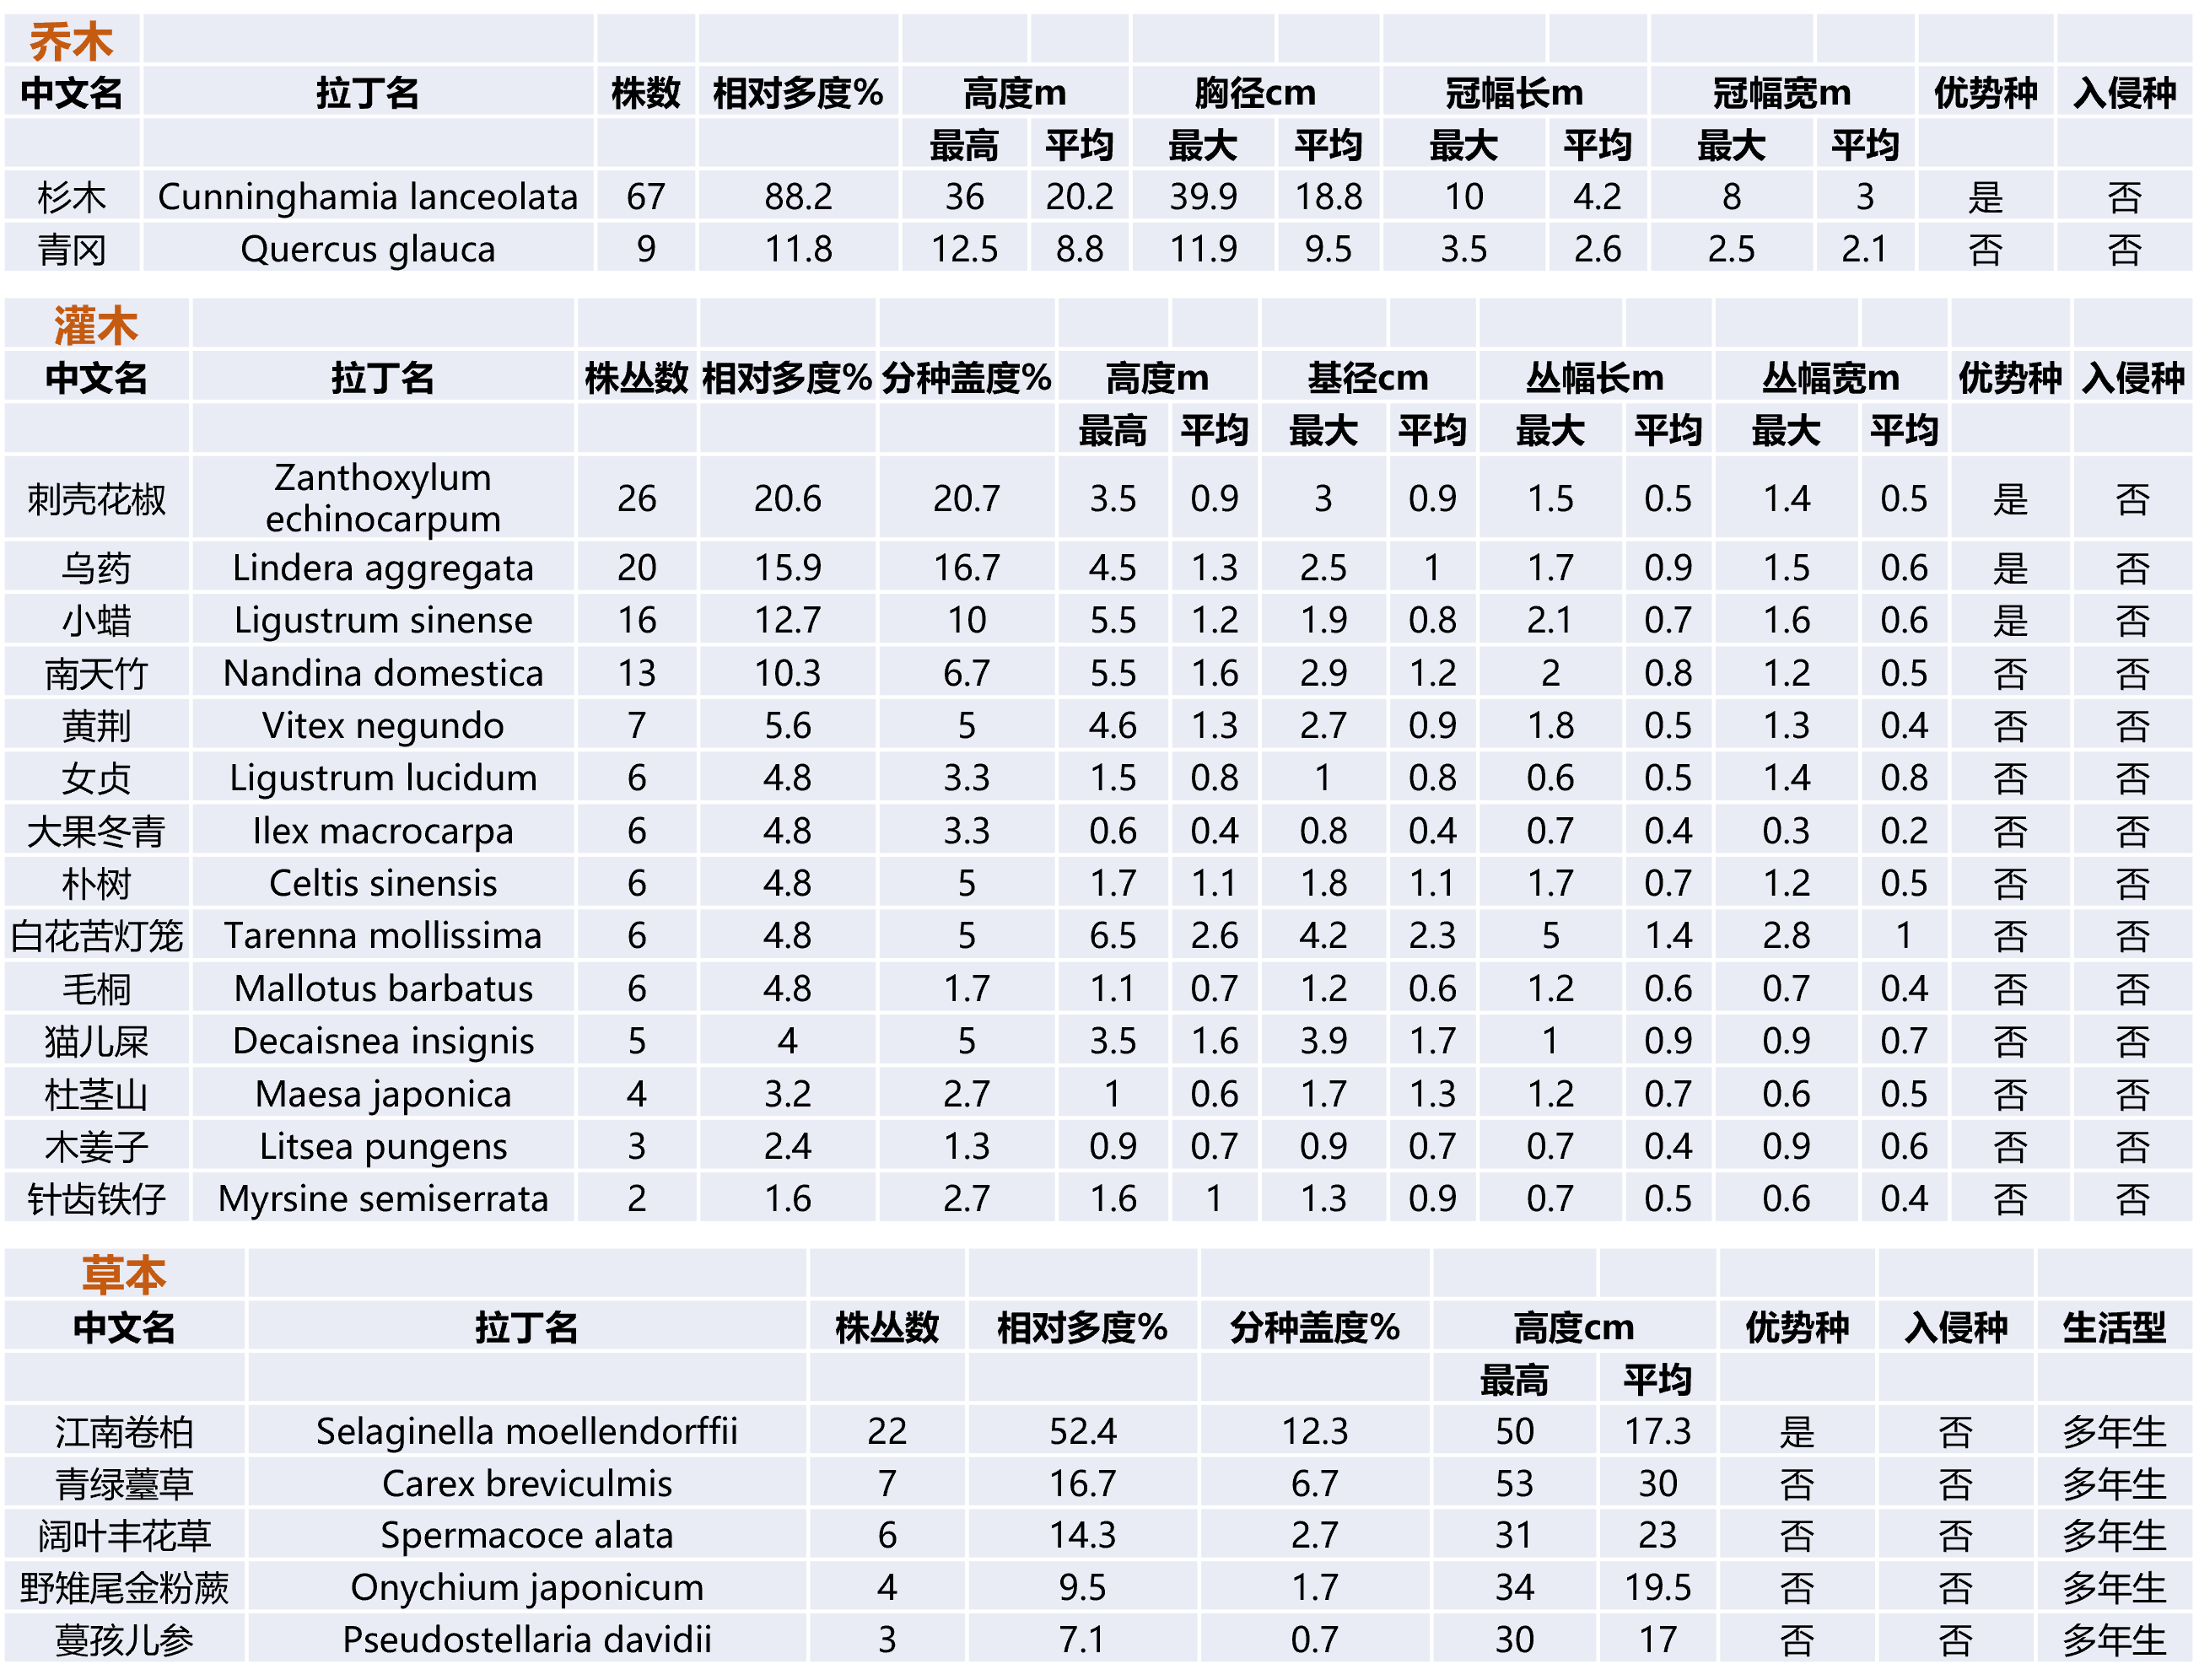 乔木
中文名 拉丁名 株数 相对多度% 高度m 胸径cm 冠幅长m 冠幅宽m 优势种 入侵种
最高 平均 最大 平均 最大 平均 最大 平均
杉木 Cunninghamia lanceolata 67 88.2 36 20.2 39.9 18.8 10 4.2 8 3 是 否
青冈 Quercus glauca 9 11.8 12.5 8.8 11.9 9.5 3.5 2.6 2.5 2.1 否 否
灌木
中文名 拉丁名 株丛数 相对多度% 分种盖度% 高度m 基径cm 丛幅长m 丛幅宽m 优势种 入侵种
最高 平均 最大 平均 最大 平均 最大 平均
刺壳花椒 Zanthoxylum echinocarpum 26 20.6 20.7 3.5 0.9 3 0.9 1.5 0.5 1.4 0.5 是 否
乌药 Lindera aggregata 20 15.9 16.7 4.5 1.3 2.5 1 1.7 0.9 1.5 0.6 是 否
小蜡 Ligustrum sinense 16 12.7 10 5.5 1.2 1.9 0.8 2.1 0.7 1.6 0.6 是 否
南天竹 Nandina domestica 13 10.3 6.7 5.5 1.6 2.9 1.2 2 0.8 1.2 0.5 否 否
黄荆 Vitex negundo 7 5.6 5 4.6 1.3 2.7 0.9 1.8 0.5 1.3 0.4 否 否
女贞 Ligustrum lucidum 6 4.8 3.3 1.5 0.8 1 0.8 0.6 0.5 1.4 0.8 否 否
大果冬青 Ilex macrocarpa 6 4.8 3.3 0.6 0.4 0.8 0.4 0.7 0.4 0.3 0.2 否 否
朴树 Celtis sinensis 6 4.8 5 1.7 1.1 1.8 1.1 1.7 0.7 1.2 0.5 否 否
白花苦灯笼 Tarenna mollissima 6 4.8 5 6.5 2.6 4.2 2.3 5 1.4 2.8 1 否 否
毛桐 Mallotus barbatus 6 4.8 1.7 1.1 0.7 1.2 0.6 1.2 0.6 0.7 0.4 否 否
猫儿屎 Decaisnea insignis 5 4 5 3.5 1.6 3.9 1.7 1 0.9 0.9 0.7 否 否
杜茎山 Maesa japonica 4 3.2 2.7 1 0.6 1.7 1.3 1.2 0.7 0.6 0.5 否 否
木姜子 Litsea pungens 3 2.4 1.3 0.9 0.7 0.9 0.7 0.7 0.4 0.9 0.6 否 否
针齿铁仔 Myrsine semiserrata 2 1.6 2.7 1.6 1 1.3 0.9 0.7 0.5 0.6 0.4 否 否
草本
中文名 拉丁名 株丛数 相对多度% 分种盖度% 高度cm 优势种 入侵种 生活型
最高 平均
江南卷柏 Selaginella moellendorffii 22 52.4 12.3 50 17.3 是 否 多年生
青绿薹草 Carex breviculmis 7 16.7 6.7 53 30 否 否 多年生
阔叶丰花草 Spermacoce alata 6 14.3 2.7 31 23 否 否 多年生
野雉尾金粉蕨 Onychium japonicum 4 9.5 1.7 34 19.5 否 否 多年生
蔓孩儿参 Pseudostellaria davidii 3 7.1 0.7 30 17 否 否 多年生